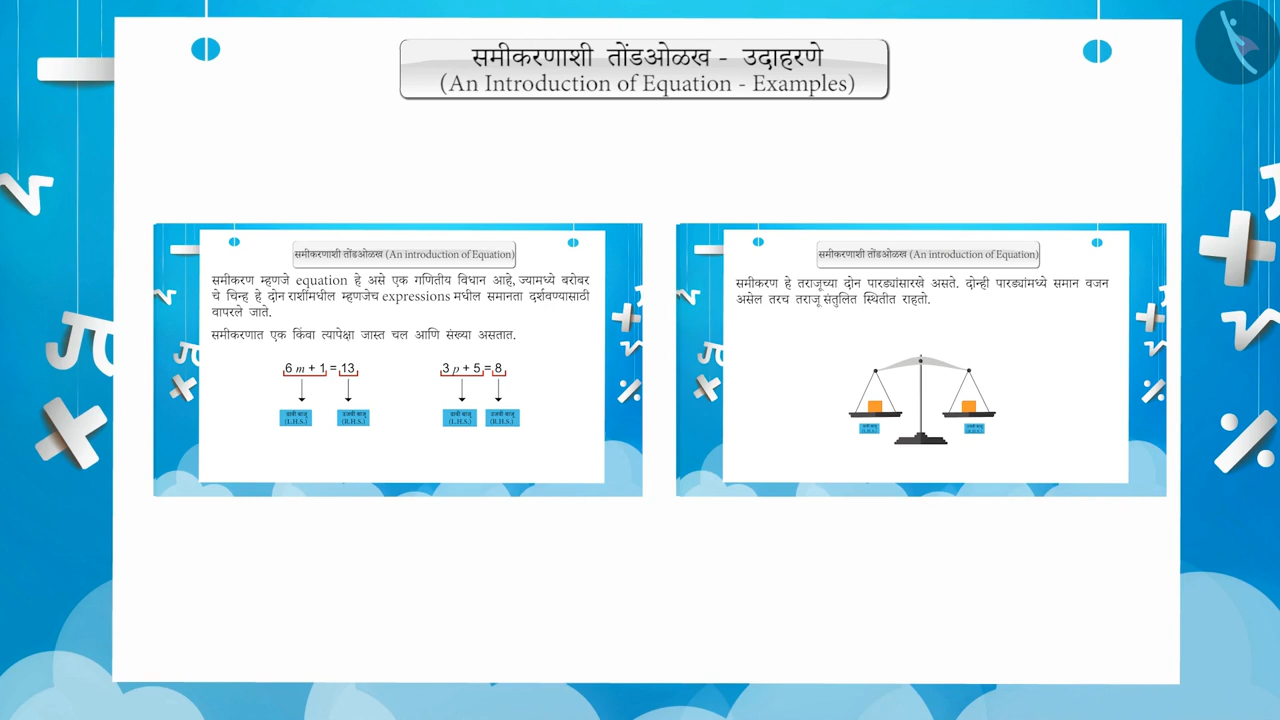 समीकरणाशी तोंडओळख - उदाहरणे
(An Introduction of Equation - Examples)
समीकरणाशी तोंडओळख (An introduction of Equation)
समीकरण म्हणजे equation हे असे एक गणितीय विधान आहे, ज्यामध्ये बरोबर
चे चिन्ह हे दोन राशींमधील म्हणजेच expressions मधील समानता दर्शवण्यासाठी
वापरले जाते.
समीकरणात एक किंवा त्यापेक्षा जास्त चल आणि संख्या असतात.
6 m + 1 = 13
3 p + 5 = 8
डावी बाजू
(L.H.S.)
उजवी बाजू
(R.H.S.)
डावी बाजू
(L.H.S.)
उजवी बाजू
(R.H.S.)
समीकरणाशी तोंडओळख (An introduction of Equation)
समीकरण हे तराजूच्या दोन पारड्यांसारखे असते. दोन्ही पारड्यांमध्ये समान वजन
असेल तरच तराजू संतुलित स्थितीत राहतो.
डावी बाजू
(L.H.S.)
उजवी बाजू
(R.H.S.)